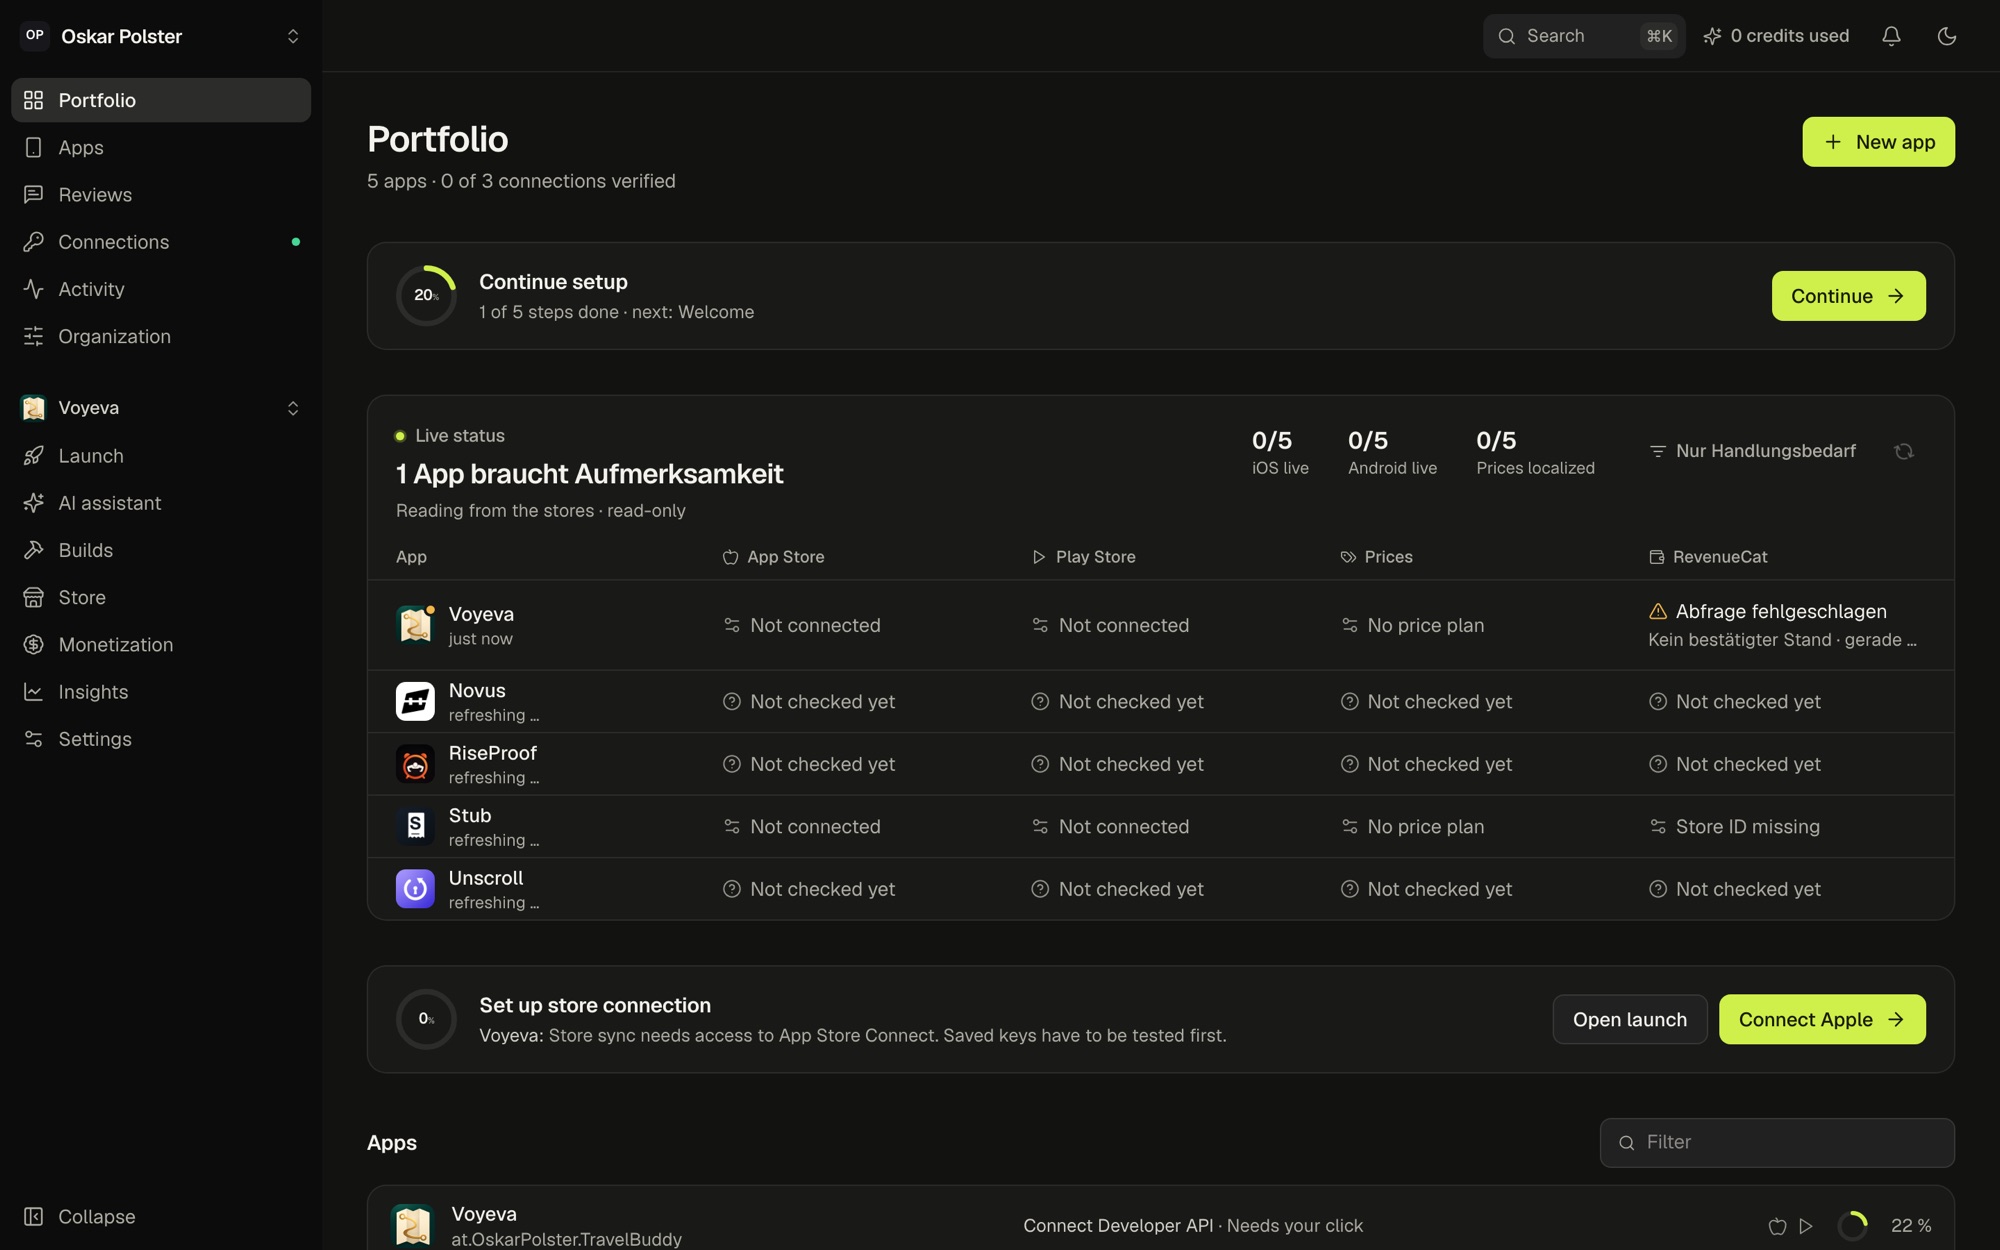 OP Oskar Polster
Search ⌘K 0 credits used
Portfolio
Apps
Reviews
Connections
Activity
Organization
Voyeva
Launch
AI assistant
Builds
Store
Monetization
Insights
Settings
Collapse
Portfolio
5 apps · 0 of 3 connections verified
+ New app
20%
Continue setup
1 of 5 steps done · next: Welcome
Continue →
Live status
1 App braucht Aufmerksamkeit
Reading from the stores · read-only
0/5 0/5 0/5
iOS live Android live Prices localized
Nur Handlungsbedarf
App App Store Play Store Prices RevenueCat
Voyeva
just now
Not connected Not connected No price plan
Abfrage fehlgeschlagen
Kein bestätigter Stand · gerade ...
Novus
refreshing ...
Not checked yet Not checked yet Not checked yet Not checked yet
RiseProof
refreshing ...
Not checked yet Not checked yet Not checked yet Not checked yet
S
Stub
refreshing ...
Not connected Not connected No price plan Store ID missing
Unscroll
refreshing ...
Not checked yet Not checked yet Not checked yet Not checked yet
0%
Set up store connection
Voyeva: Store sync needs access to App Store Connect. Saved keys have to be tested first.
Open launch
Connect Apple →
Apps
Filter
Voyeva
at.OskarPolster.TravelBuddy
Connect Developer API · Needs your click
22 %